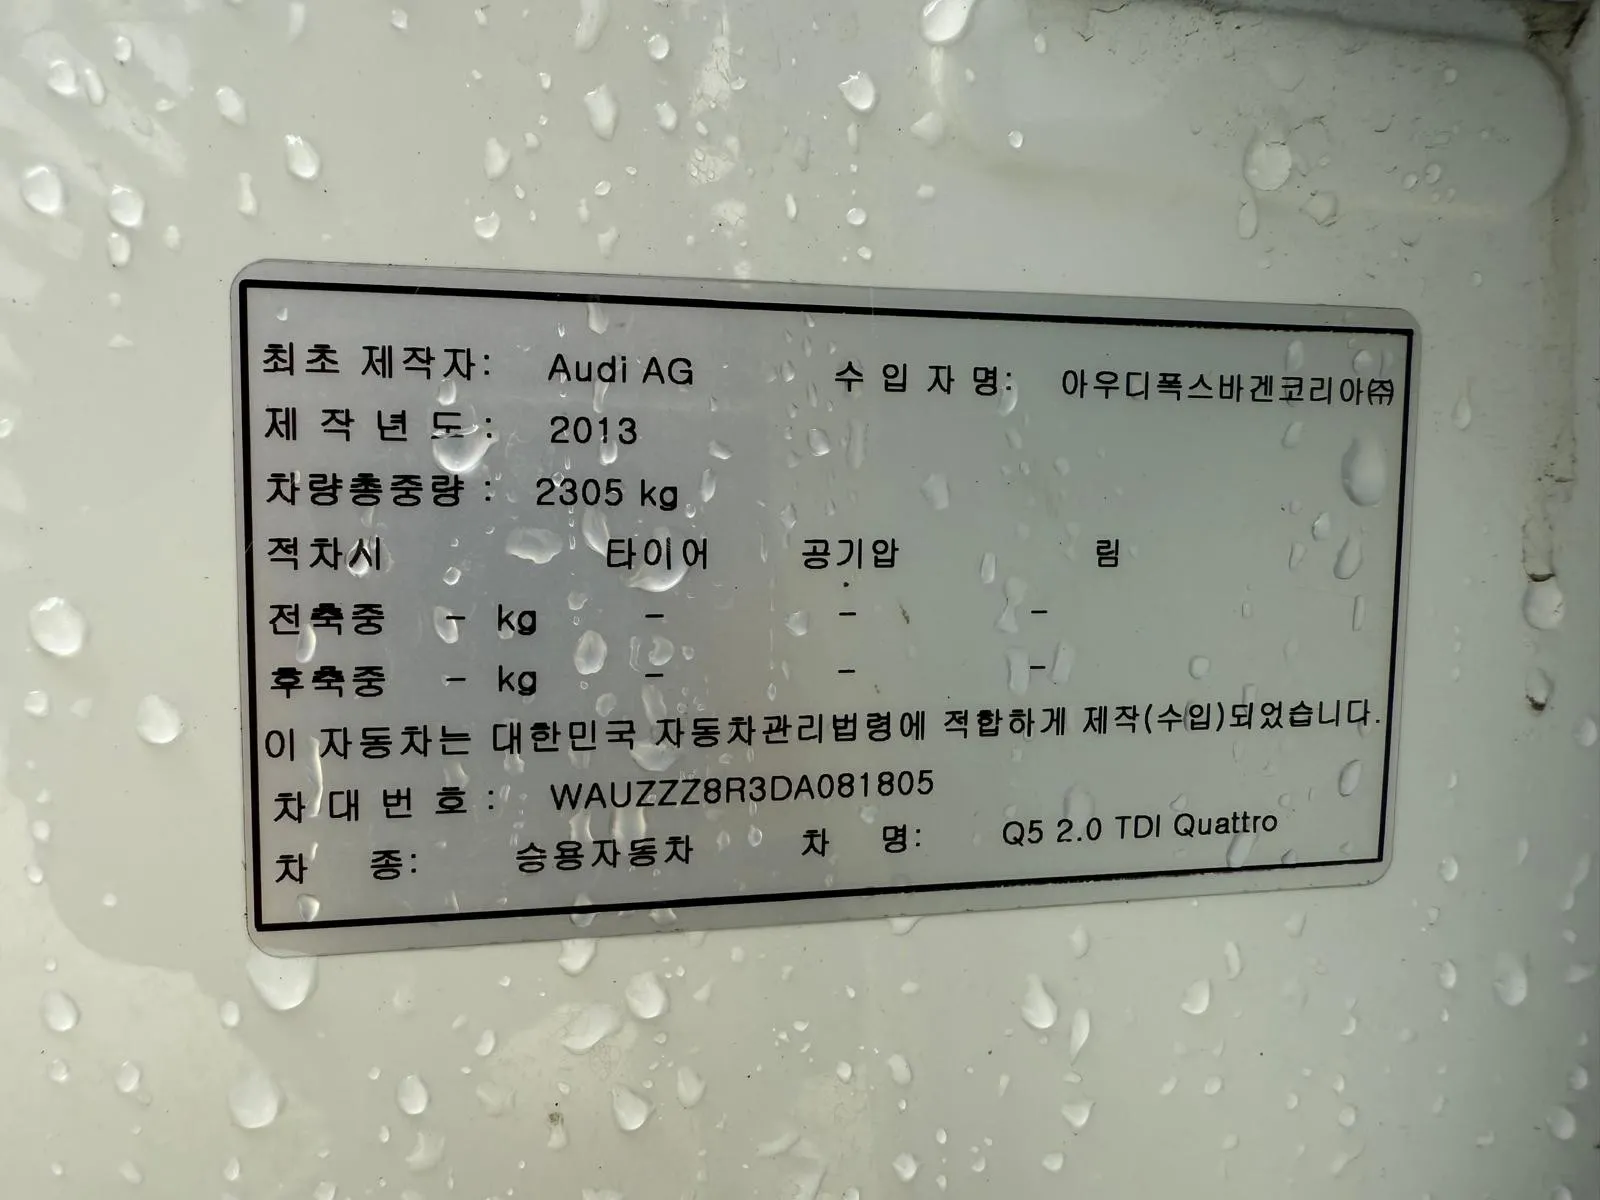 최초 제작자: Audi AG 수 입 자 명: 아우디폭스바겐코리아㈜
제 작 년 도 : 2013
차량총중량 : 2305 kg
적차시 타이어 공기압 림
전축중 - kg - - -
후축중 - kg - - -
이 자동차는 대한민국 자동차관리법령에 적합하게 제작(수입)되었습니다.
차 대 번 호 : WAUZZZ8R3DA081805
차 종: 승용자동차 차 명: Q5 2.0 TDI Quattro